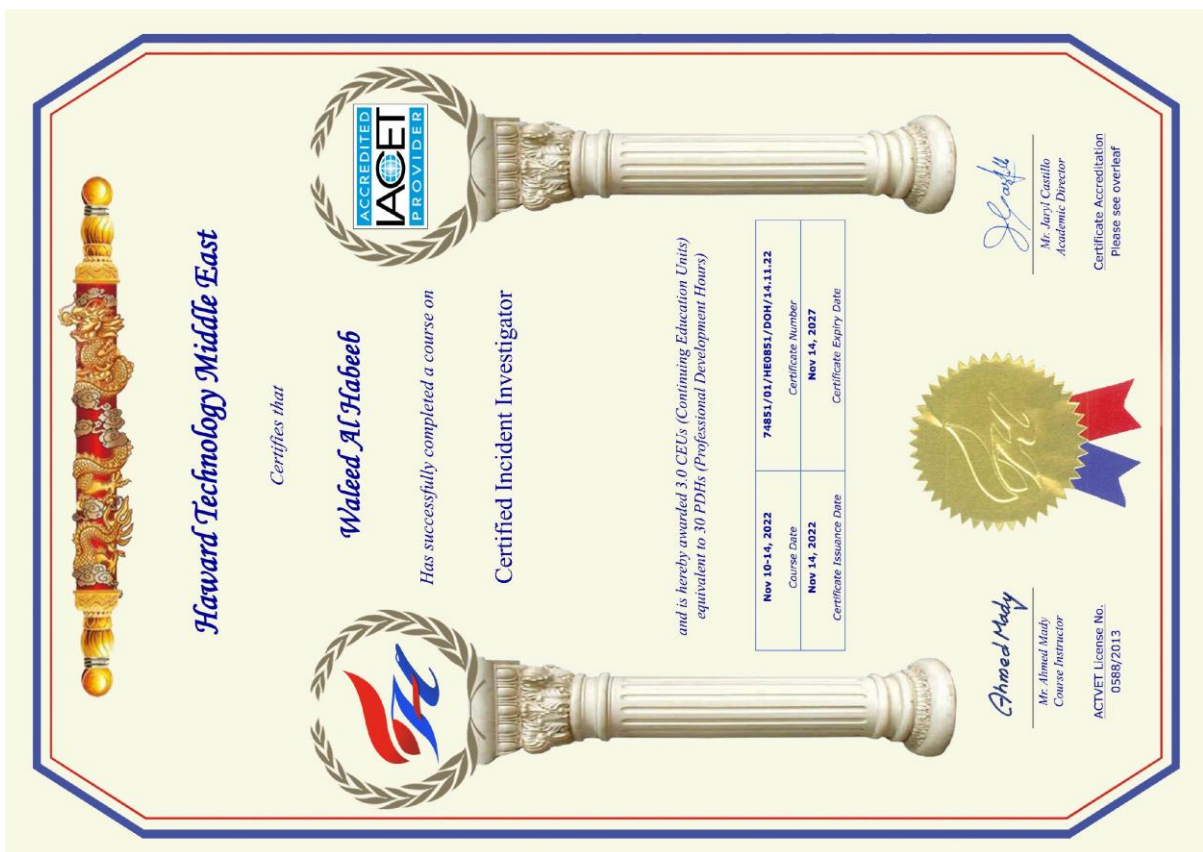 Haward Technology Middle East
Certifies that
Waleed Al Habeeb
Has successfully completed a course on
Certified Incident Investigator
ACCREDITED
IACET
PROVIDER
and is hereby awarded 3.0 CEUs (Continuing Education Units)
equivalent to 30 PDHs (Professional Development Hours)
Nov 10-14, 2022 74851/01/HE0851/DOH/14.11.22
Course Date Certificate Number
Nov 14, 2022 Nov 14, 2027
Certificate Issuance Date Certificate Expiry Date
Ahmed Mady
Mr. Ahmed Mady
Course Instructor
Mr. Jaryl Castillo
Academic Director
ACTVET License No.
0588/2013
Certificate Accreditation
Please see overleaf